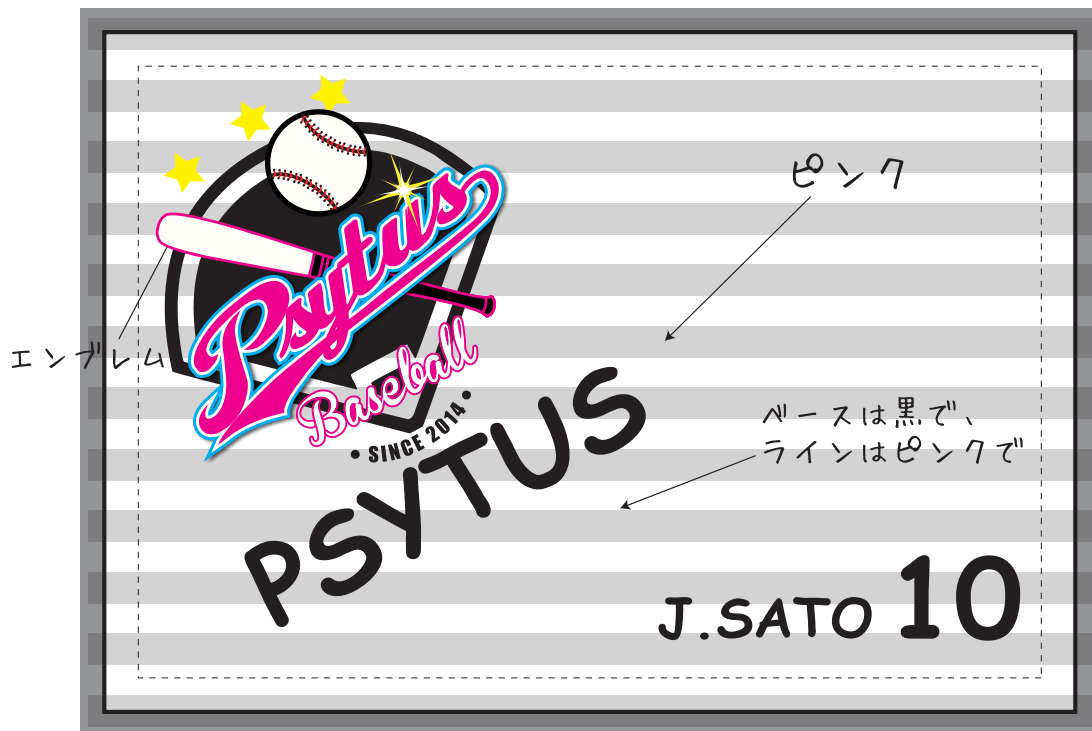 Psytus
Baseball
• SINCE 2014 •
PSYTUS
J.SATO 10
エンブレム
ピンク
ベースは黒で、
ラインはピンクで